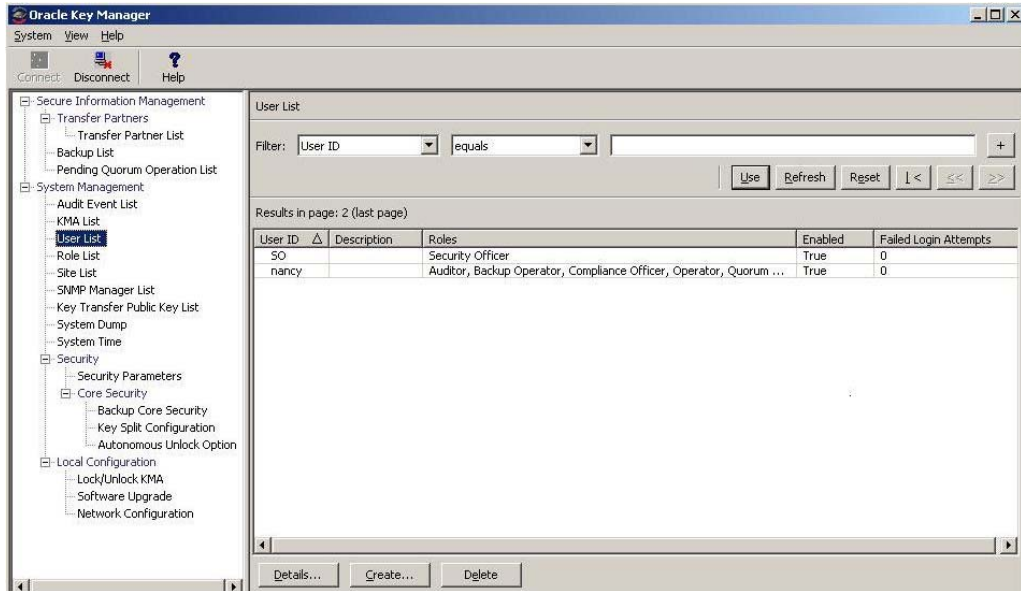 Oracle Key Manager
System View Help
Connect Disconnect Help
Secure Information Management
Transfer Partners
Transfer Partner List
Backup List
Pending Quorum Operation List
System Management
Audit Event List
KMA List
User List
Role List
Site List
SNMP Manager List
Key Transfer Public Key List
System Dump
System Time
Security
Security Parameters
Core Security
Backup Core Security
Key Split Configuration
Autonomous Unlock Option
Local Configuration
Lock/Unlock KMA
Software Upgrade
Network Configuration
User List
Filter: User ID equals +
Use Refresh Reset |< << >>
Results in page: 2 (last page)
User ID Description Roles Enabled Failed Login Attempts
SO Security Officer True 0
nancy Auditor, Backup Operator, Compliance Officer, Operator, Quorum ... True 0
Details... Create... Delete